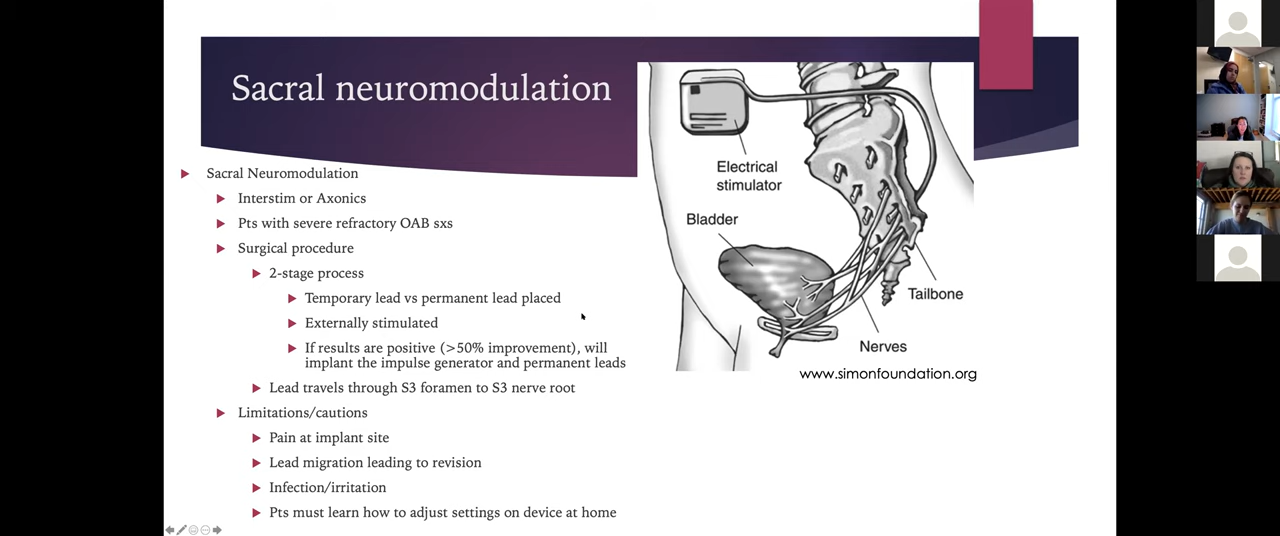 Sacral neuromodulation
Sacral Neuromodulation
Interstim or Axonics
Pts with severe refractory OAB sxs
Surgical procedure
2-stage process
Temporary lead vs permanent lead placed
Externally stimulated
If results are positive (>50% improvement), will
implant the impulse generator and permanent leads
Lead travels through S3 foramen to S3 nerve root
Limitations/cautions
Pain at implant site
Lead migration leading to revision
Infection/irritation
Pts must learn how to adjust settings on device at home
Electrical
stimulator
Bladder
Tailbone
Nerves
www.simonfoundation.org